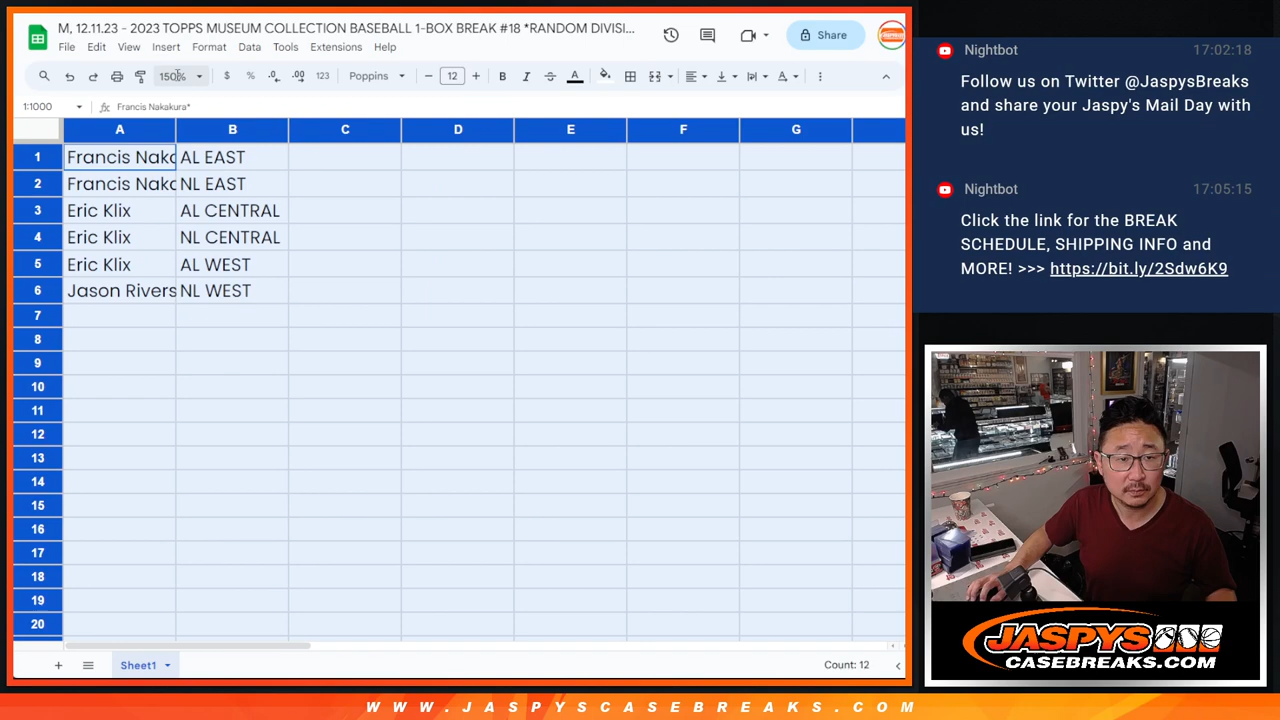 M, 12.11.23 - 2023 TOPPS MUSEUM COLLECTION BASEBALL 1-BOX BREAK #18 *RANDOM DIVISI...
File Edit View Insert Format Data Tools Extensions Help
Share
150% $ % .0 .00 123 Poppins − 12 + B I A
1:1000 fx Francis Nakakura*
A B C D E F G
1 Francis Naka AL EAST
2 Francis Naka NL EAST
3 Eric Klix AL CENTRAL
4 Eric Klix NL CENTRAL
5 Eric Klix AL WEST
6 Jason Rivers NL WEST
7
8
9
10
11
12
13
14
15
16
17
18
19
20
+ Sheet1 Count: 12
Nightbot 17:02:18
Follow us on Twitter @JaspysBreaks
and share your Jaspy's Mail Day with
us!
Nightbot 17:05:15
Click the link for the BREAK
SCHEDULE, SHIPPING INFO and
MORE! >>> https://bit.ly/2Sdw6K9
JASPYS
CASEBREAKS.COM
WWW.JASPYSCASEBREAKS.COM